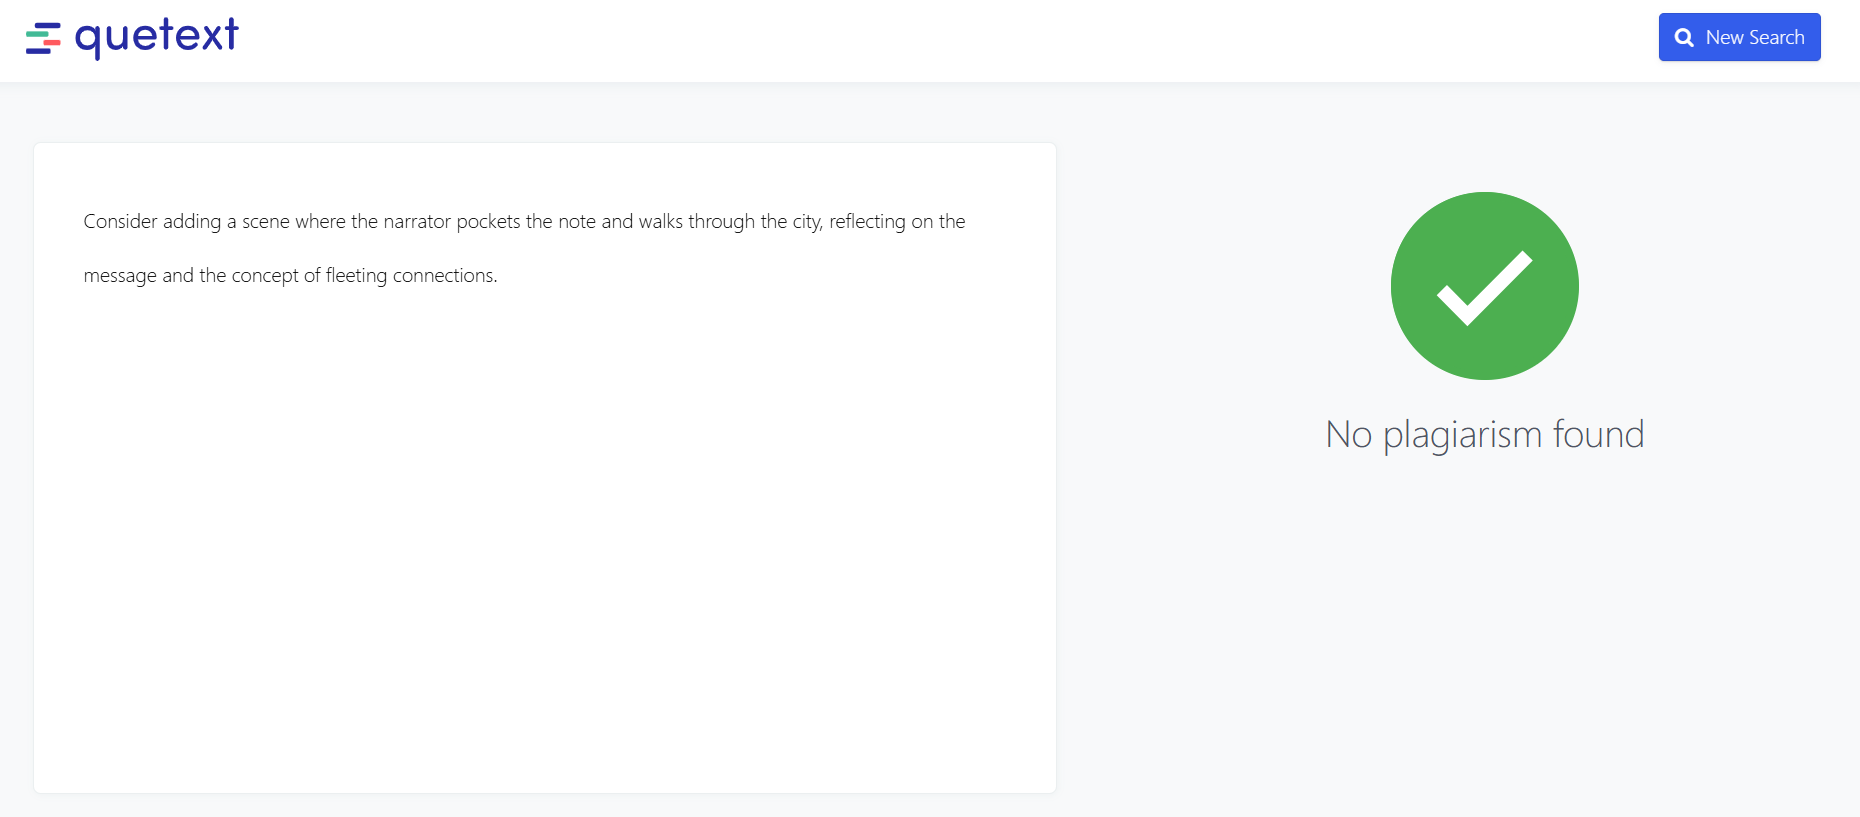 quetext
New Search
Consider adding a scene where the narrator pockets the note and walks through the city, reflecting on the
message and the concept of fleeting connections.
No plagiarism found